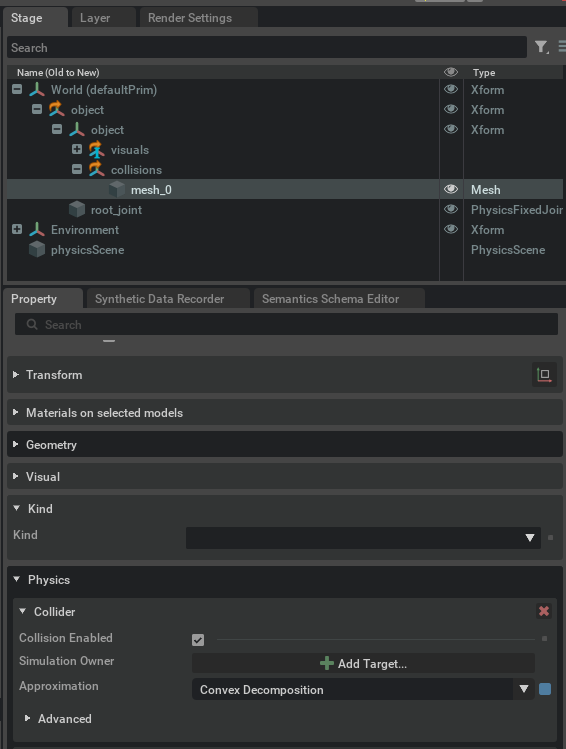 Stage
Layer
Render Settings
Search
Name (Old to New)
Type
World (defaultPrim)
Xform
object
Xform
object
Xform
visuals
collisions
mesh_0
Mesh
root_joint
PhysicsFixedJoin
Environment
Xform
physicsScene
PhysicsScene
Property
Synthetic Data Recorder
Semantics Schema Editor
Search
Transform
Materials on selected models
Geometry
Visual
Kind
Kind
Physics
Collider
Collision Enabled
Simulation Owner
Add Target...
Approximation
Convex Decomposition
Advanced